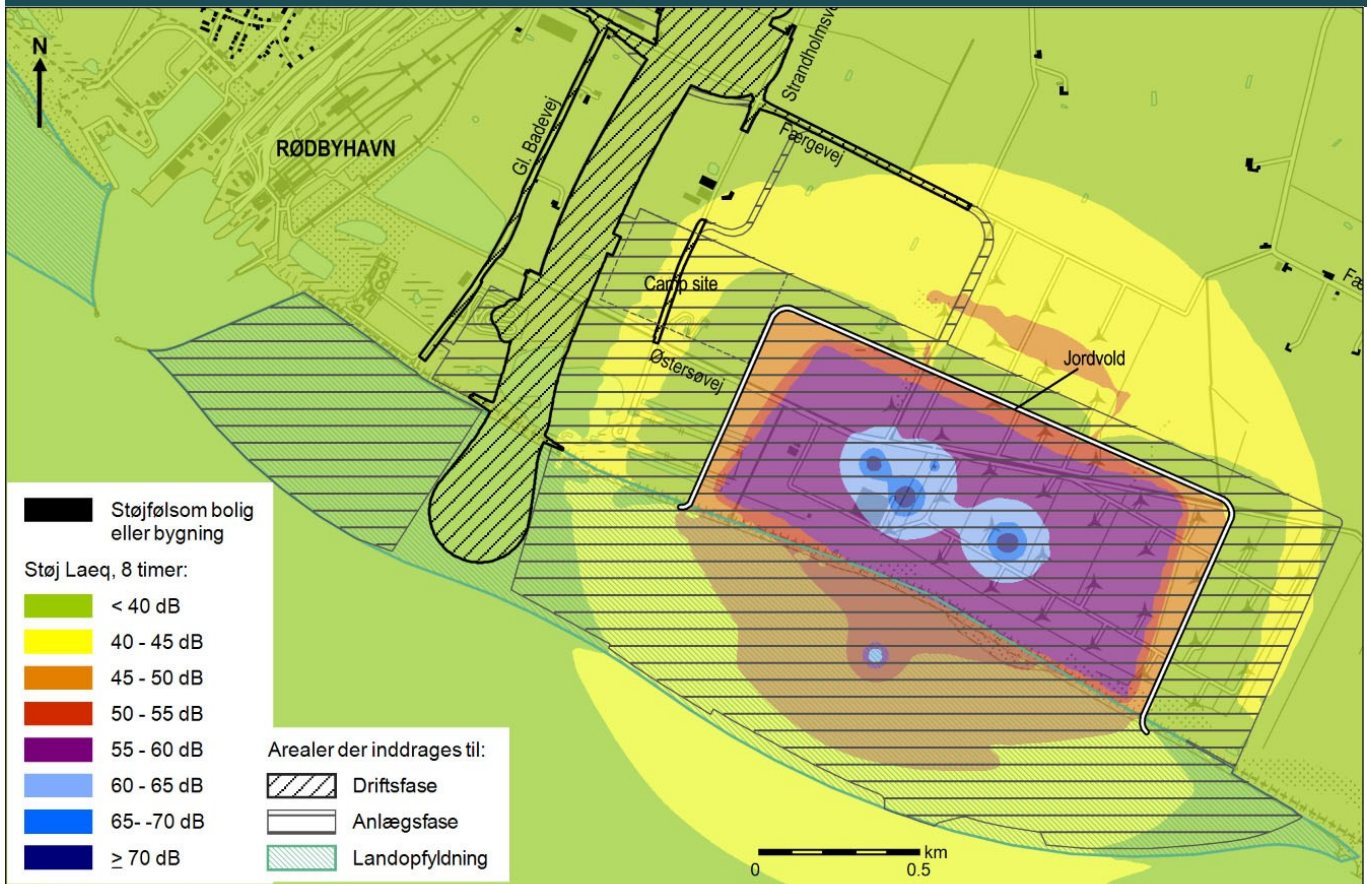 N
RØDBYHAVN
Gl. Badevej
Strandholmsv
Færgevej
Camp site
Østersøvej
Jordvold
Fæ
Støjfølsom bolig
eller bygning
Støj Laeq, 8 timer:
< 40 dB
40 - 45 dB
45 - 50 dB
50 - 55 dB
55 - 60 dB
60 - 65 dB
65- -70 dB
≥ 70 dB
Arealer der inddrages til:
Driftsfase
Anlægsfase
Landopfyldning
km
0 0.5